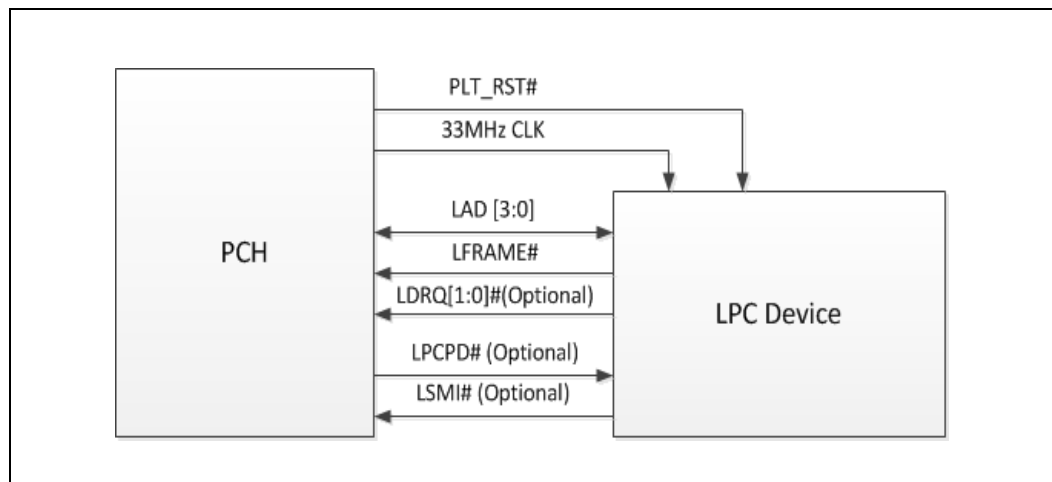 PLT_RST#
33MHz CLK
LAD [3:0]
PCH
LFRAME#
LDRQ[1:0]#(Optional)
LPC Device
LPCPD# (Optional)
LSMI# (Optional)